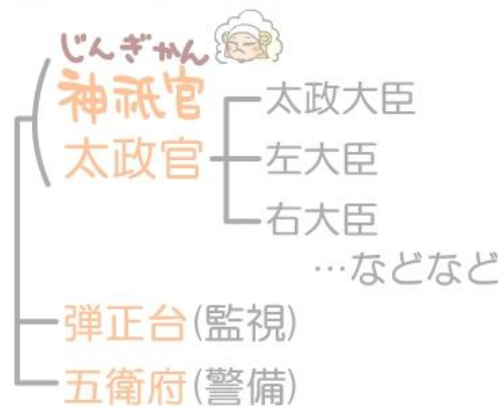 じんぎかん
神祇官
太政官
太政大臣
左大臣
右大臣
…などなど
弾正台(監視)
五衛府(警備)